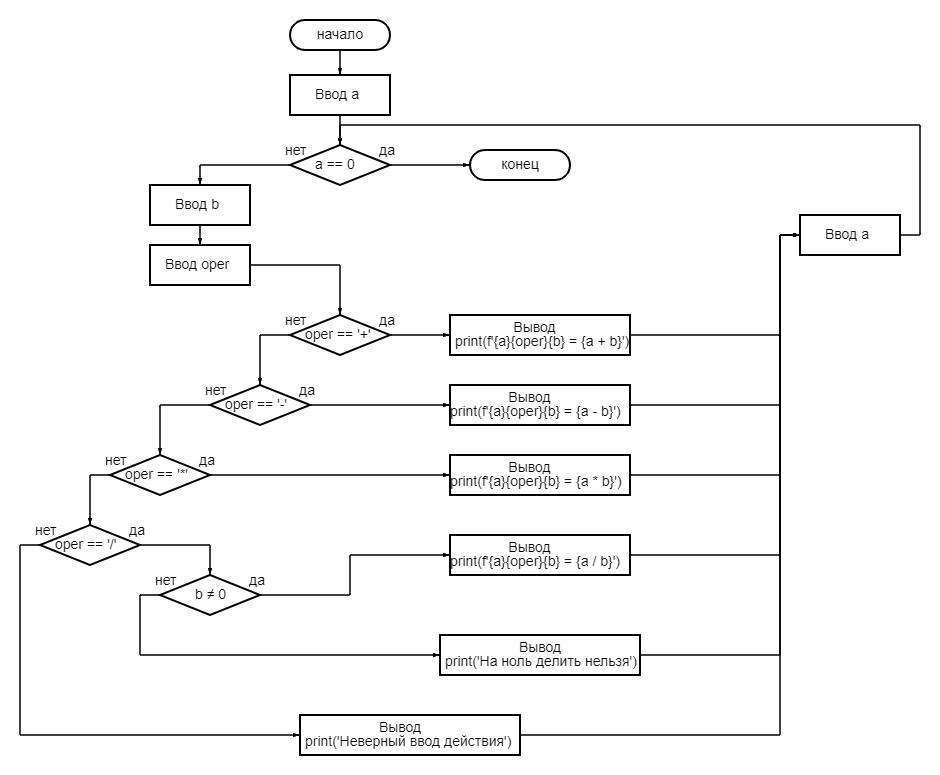 начало
Ввод a
нет
да
a == 0
конец
Ввод b
Ввод a
Ввод oper
нет
да
oper == '+'
Вывод
print(f'{a}{oper}{b} = {a + b}')
нет
да
oper == '-'
Вывод
print(f'{a}{oper}{b} = {a - b}')
нет
да
oper == '*'
Вывод
print(f'{a}{oper}{b} = {a * b}')
нет
да
oper == '/'
Вывод
print(f'{a}{oper}{b} = {a / b}')
нет
да
b ≠ 0
Вывод
print('На ноль делить нельзя')
Вывод
print('Неверный ввод действия')